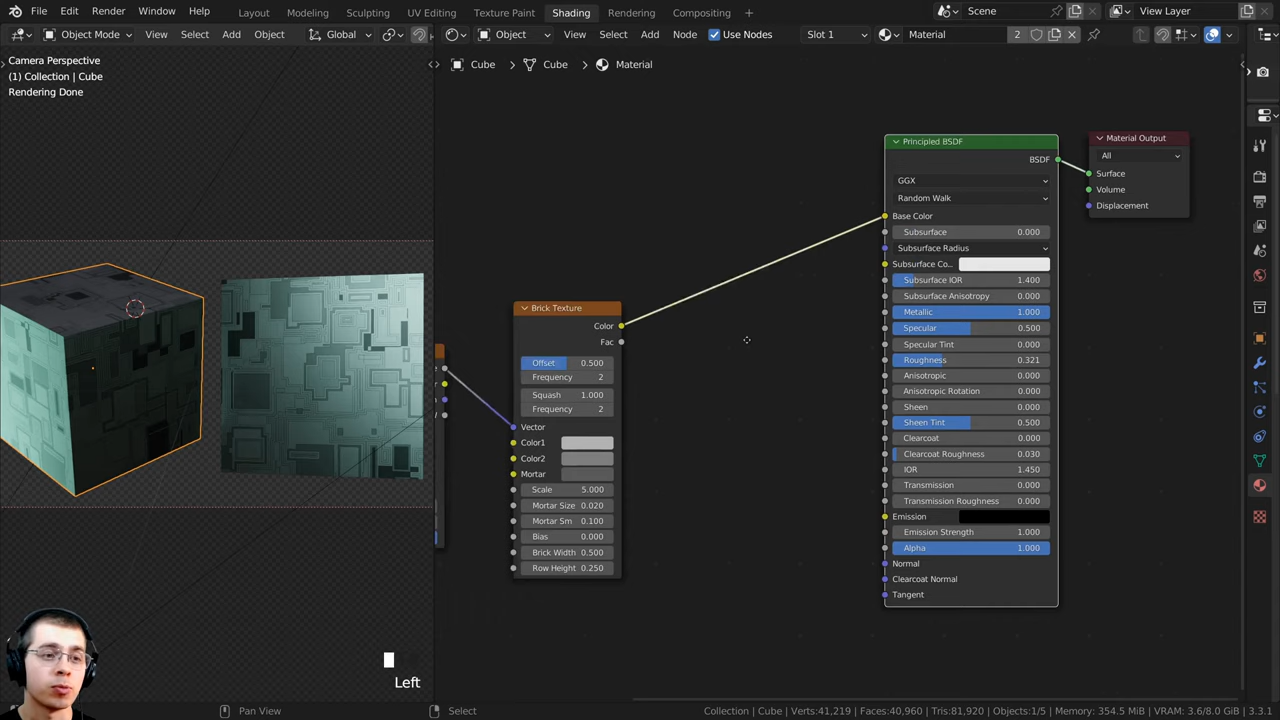 File Edit Render Window Help Layout Modeling Sculpting UV Editing Texture Paint Shading Rendering Compositing Scene View Layer
Object Mode View Select Add Object Global Object View Select Add Node Use Nodes Slot 1 Material 2
Camera Perspective
(1) Collection | Cube
Rendering Done
Cube Cube Material
Principled BSDF
BSDF
GGX
Random Walk
Base Color
Subsurface 0.000
Subsurface Radius
Subsurface Co...
Subsurface IOR 1.400
Subsurface Anisotropy 0.000
Metallic 1.000
Specular 0.500
Specular Tint 0.000
Roughness 0.321
Anisotropic 0.000
Anisotropic Rotation 0.000
Sheen 0.000
Sheen Tint 0.500
Clearcoat 0.000
Clearcoat Roughness 0.030
IOR 1.450
Transmission 0.000
Transmission Roughness 0.000
Emission
Emission Strength 1.000
Alpha 1.000
Normal
Clearcoat Normal
Tangent
Material Output
All
Surface
Volume
Displacement
Brick Texture
Color
Fac
Offset 0.500
Frequency 2
Squash 1.000
Frequency 2
Vector
Color1
Color2
Mortar
Scale 5.000
Mortar Size 0.020
Mortar Sm 0.100
Bias 0.000
Brick Width 0.500
Row Height 0.250
Left
Pan View Select Collection | Cube | Verts:41,219 | Faces:40,960 | Tris:81,920 | Objects:1/5 | Memory: 354.5 MiB | VRAM: 3.6/8.0 GiB | 3.3.1